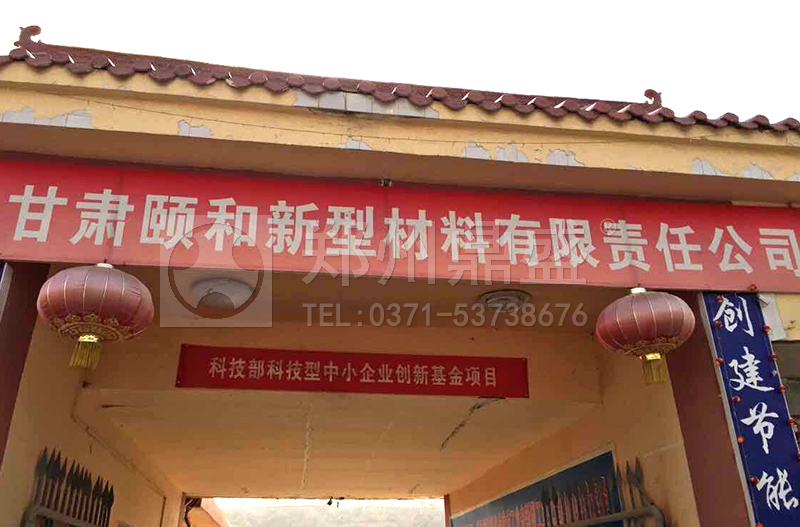 甘肃颐和新型材料有限责任公司
郑州鼎盛
TEL:0371-53738676
科技部科技型中小企业创新基金项目
创建节能